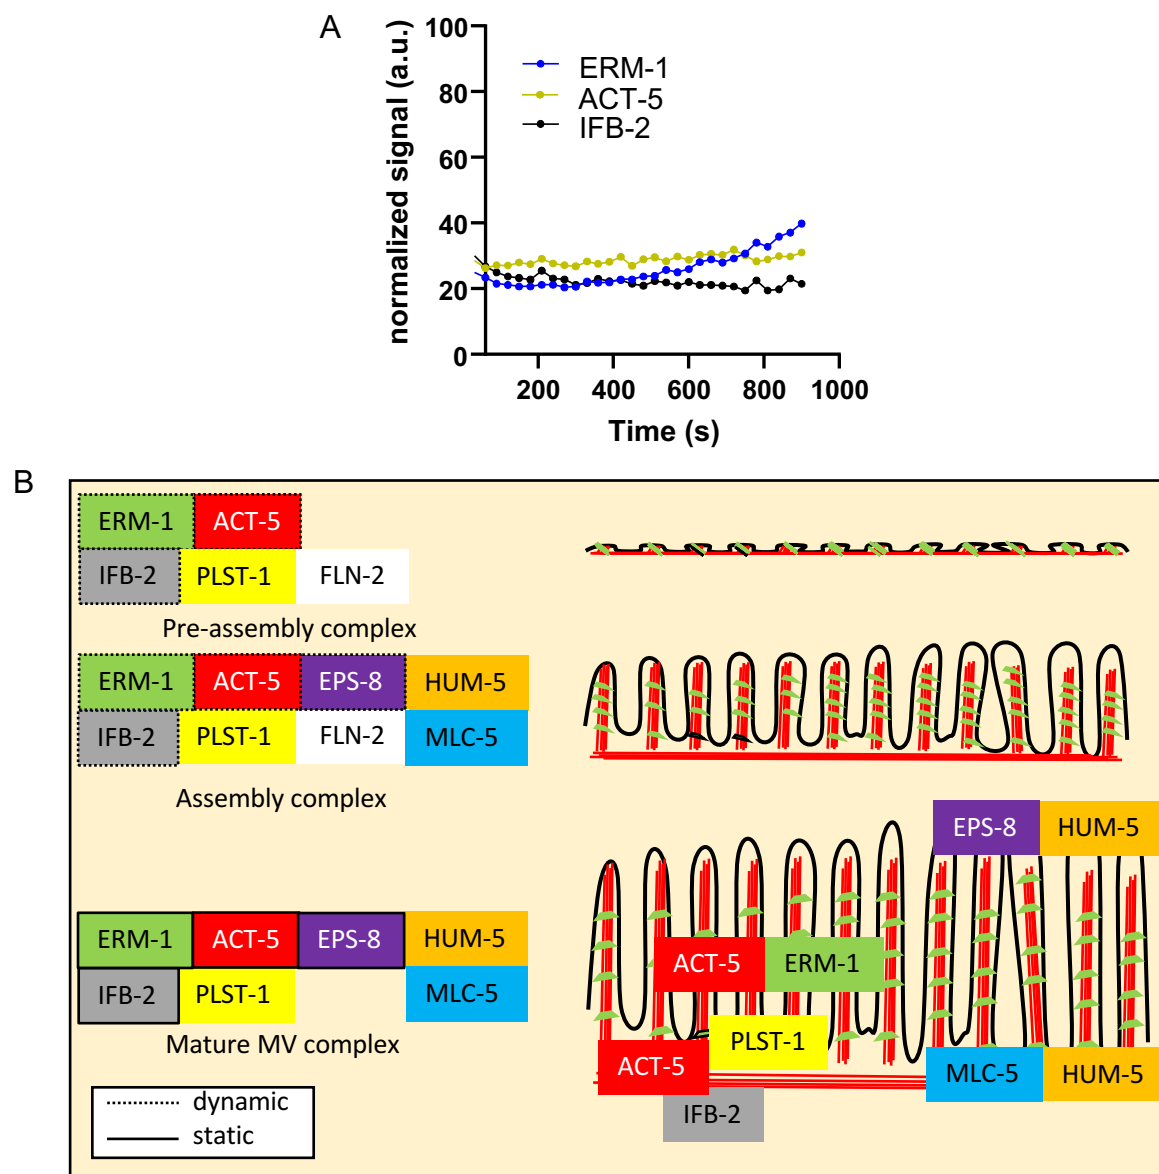 A
normalized signal (a.u.)
100
80
60
40
20
0
ERM-1
ACT-5
IFB-2
200 400 600 800 1000
Time (s)
B
ERM-1 ACT-5
IFB-2 PLST-1 FLN-2
Pre-assembly complex
ERM-1 ACT-5 EPS-8 HUM-5
IFB-2 PLST-1 FLN-2 MLC-5
Assembly complex
EPS-8 HUM-5
ERM-1 ACT-5 EPS-8 HUM-5
IFB-2 PLST-1 MLC-5
Mature MV complex
ACT-5 ERM-1
PLST-1
ACT-5
MLC-5 HUM-5
IFB-2
dynamic
static